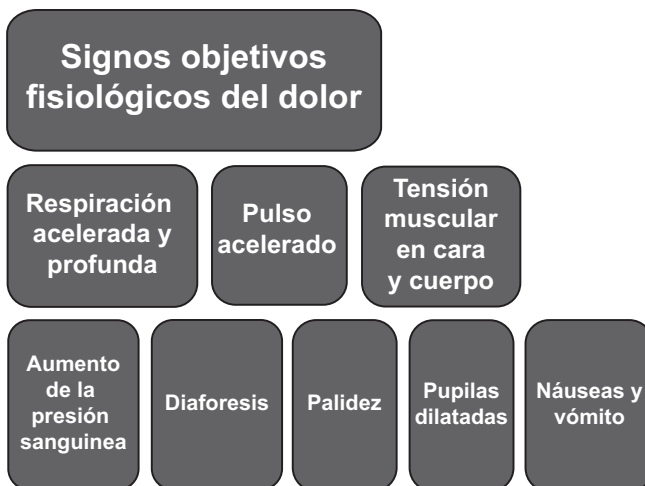 Signos objetivos
fisiológicos del dolor
Respiración
acelerada y
profunda
Pulso
acelerado
Tensión
muscular
en cara
y cuerpo
Aumento
de la
presión
sanguinea
Diaforesis
Palidez
Pupilas
dilatadas
Náuseas y
vómito